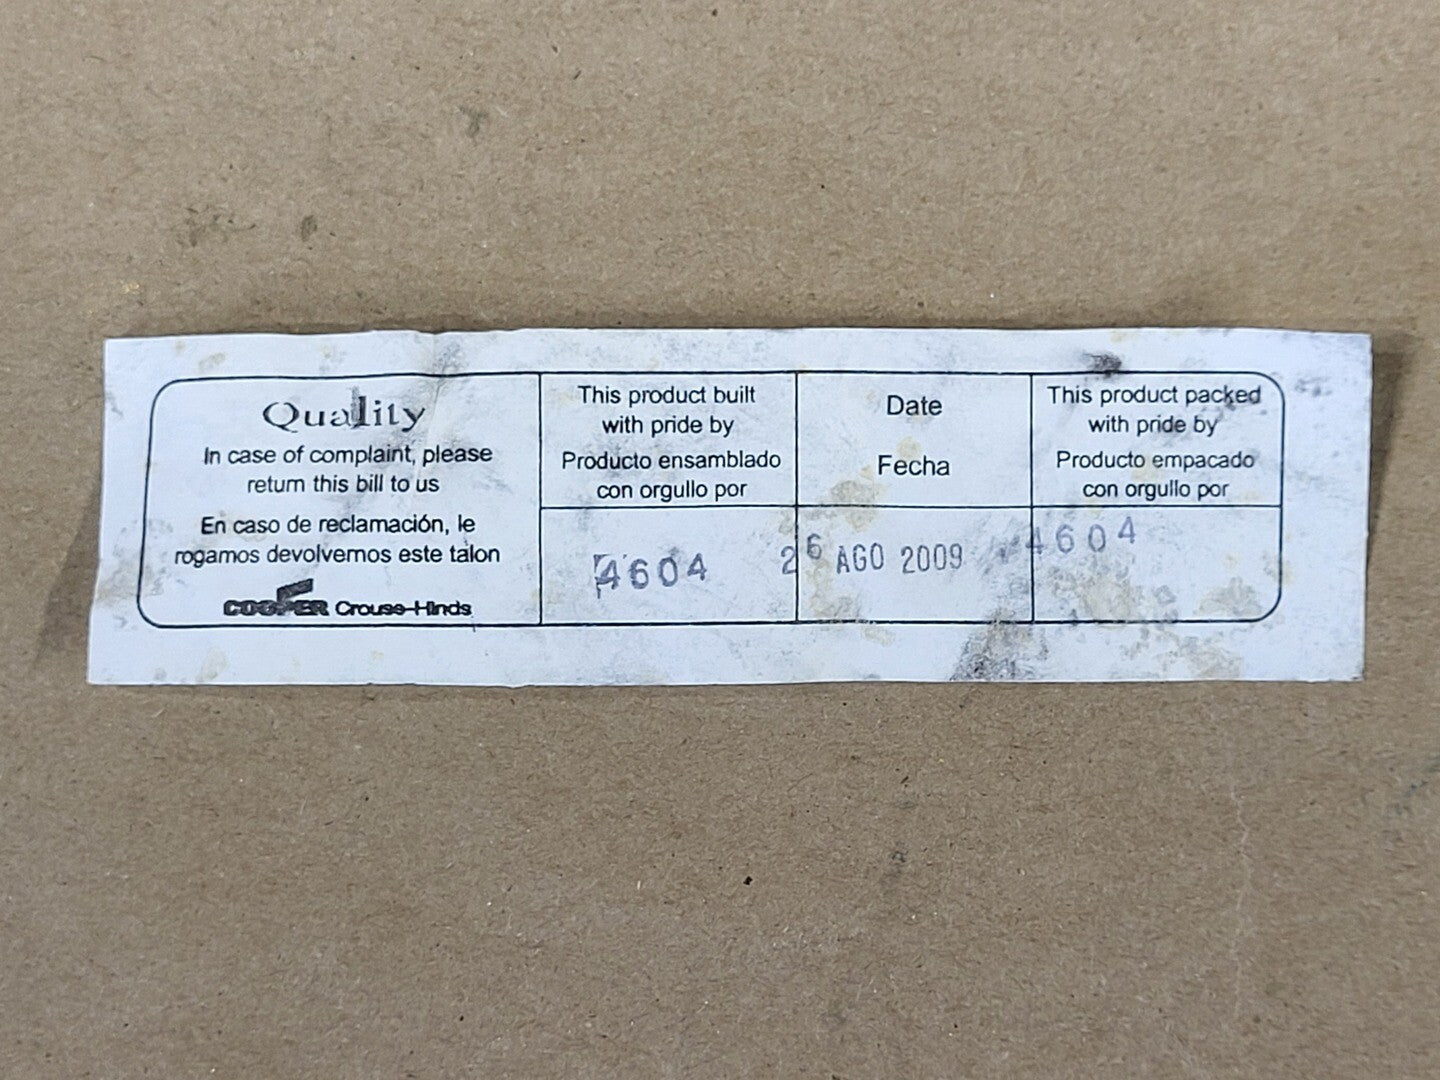 Quality
In case of complaint, please
return this bill to us
En caso de reclamación, le
rogamos devolvernos este talon
COOPER Crouse-Hinds
This product built
with pride by
Producto ensamblado
con orgullo por
4604
Date
Fecha
26 AGO 2009
This product packed
with pride by
Producto empacado
con orgullo por
4604